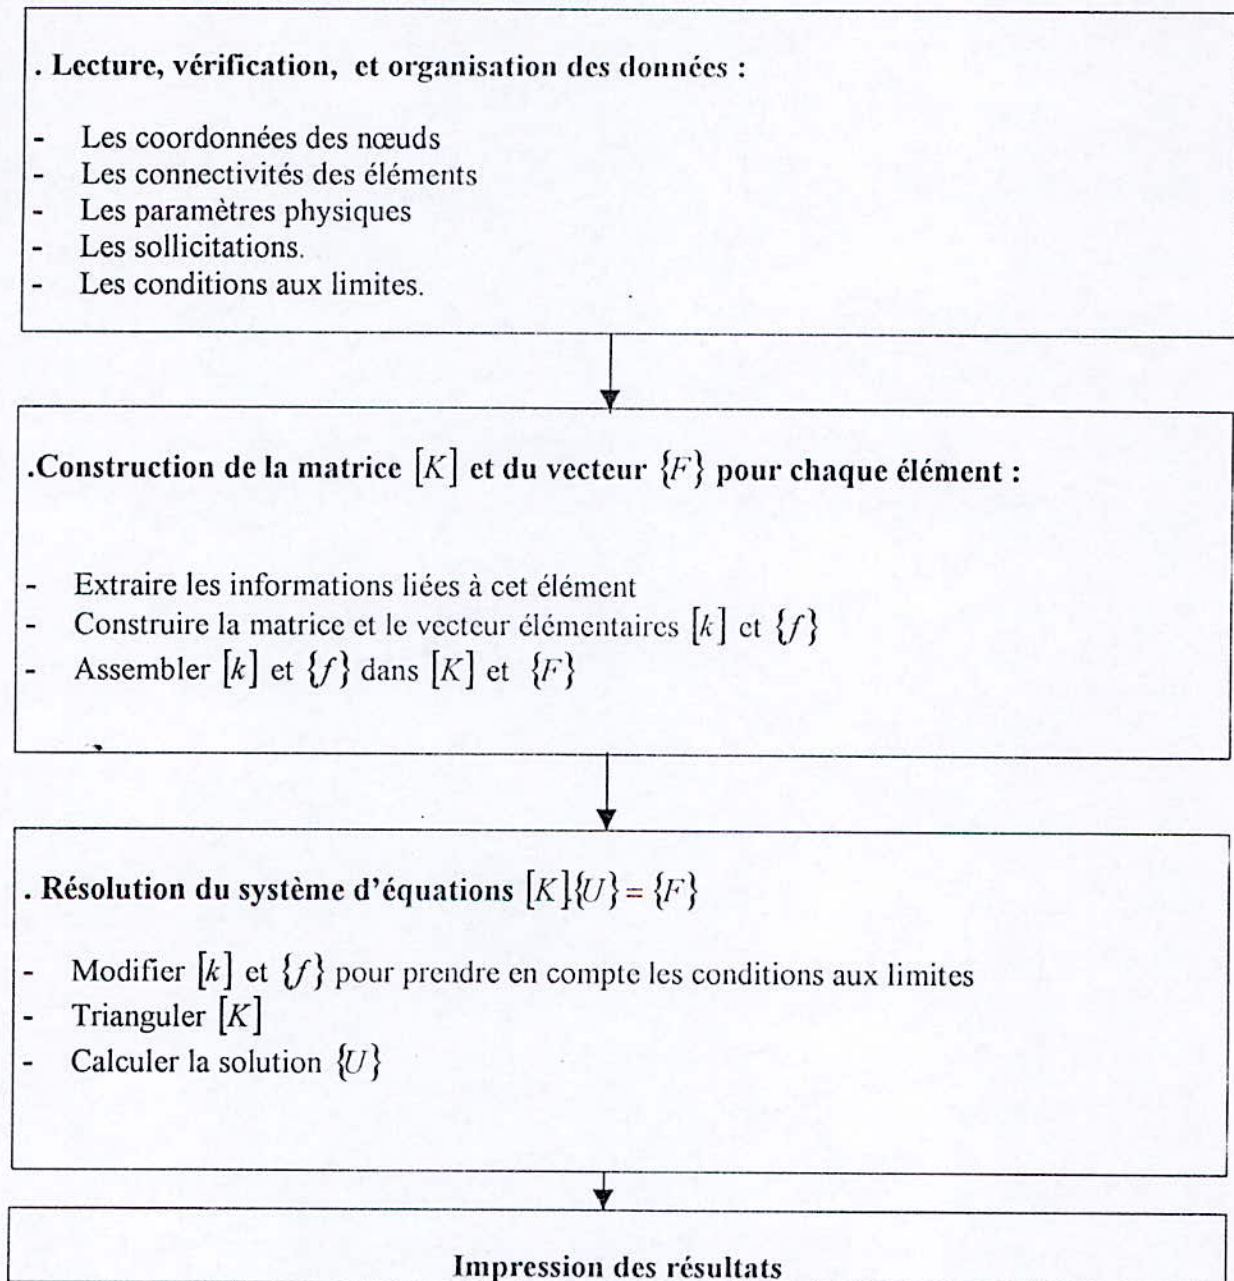 . Lecture, vérification, et organisation des données :
- Les coordonnées des nœuds
- Les connectivités des éléments
- Les paramètres physiques
- Les sollicitations.
- Les conditions aux limites.
.Construction de la matrice [K] et du vecteur {F} pour chaque élément :
- Extraire les informations liées à cet élément
- Construire la matrice et le vecteur élémentaires [k] et {f}
- Assembler [k] et {f} dans [K] et {F}
. Résolution du système d'équations [K]{U} = {F}
- Modifier [k] et {f} pour prendre en compte les conditions aux limites
- Trianguler [K]
- Calculer la solution {U}
Impression des résultats